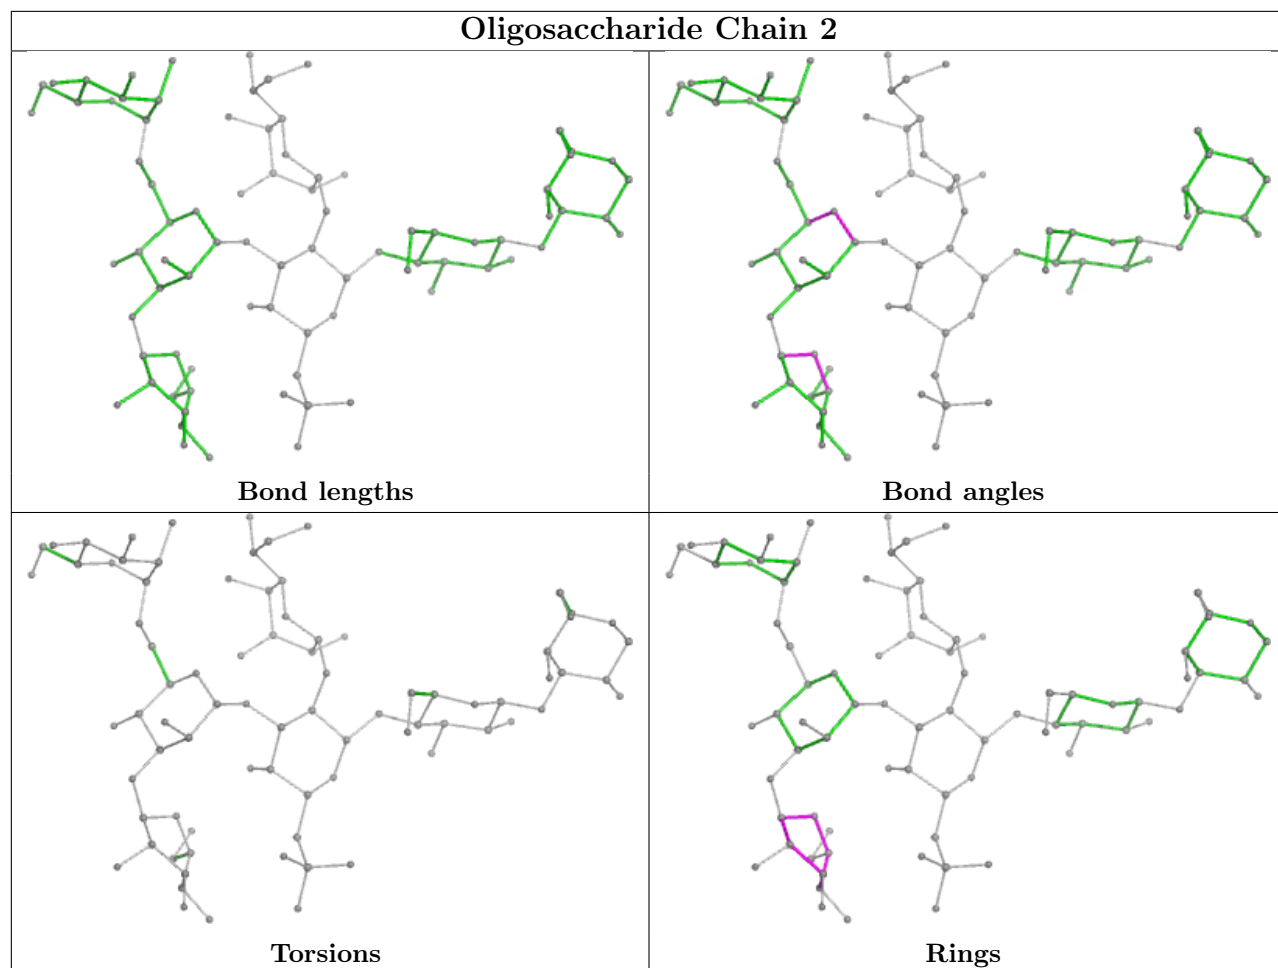 Oligosaccharide Chain 2
Bond lengths
Bond angles
Torsions
Rings